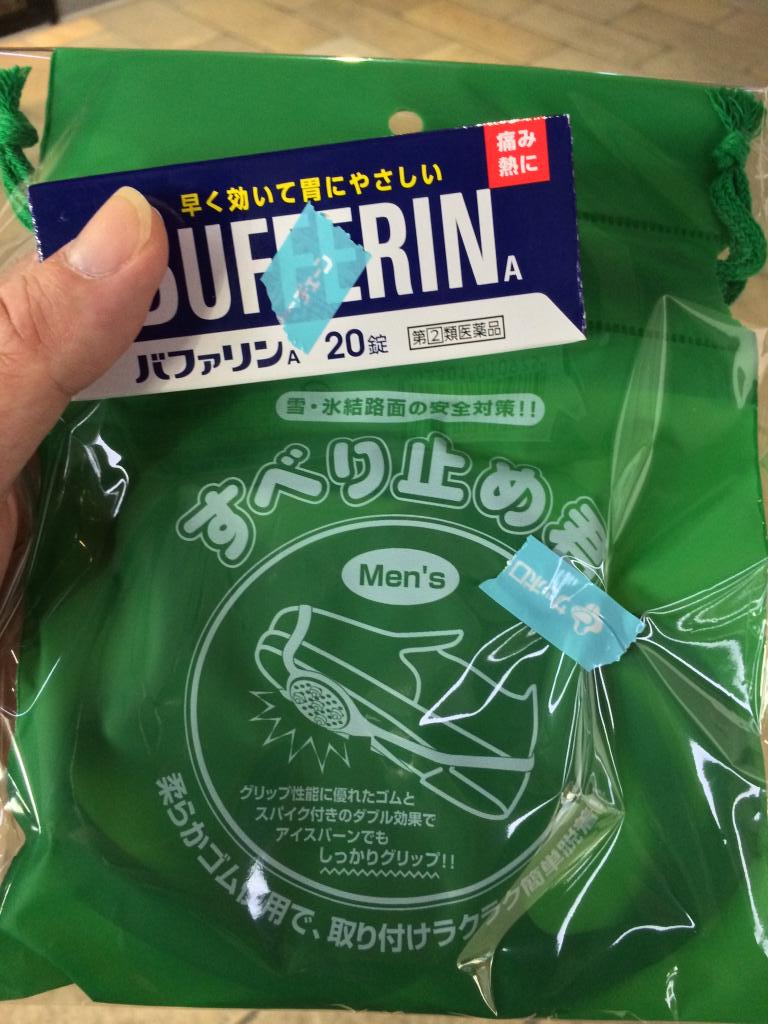 痛み
熱に
早く効いて胃にやさしい
BUFFERIN A
バファリンA 20錠 指②類医薬品
雪・氷結路面の安全対策!!
すべり止め君
Men's
グリップ性能に優れたゴムと
スパイク付きのダブル効果で
アイスバーンでも
しっかりグリップ!!
柔らかゴム使用で、取り付けラクラク